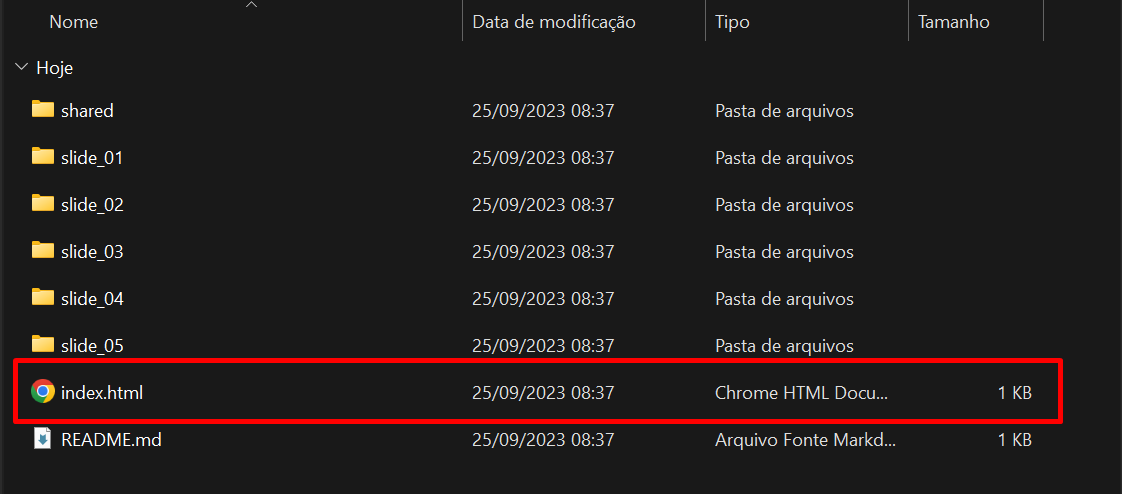 Nome Data de modificação Tipo Tamanho
Hoje
shared 25/09/2023 08:37 Pasta de arquivos
slide_01 25/09/2023 08:37 Pasta de arquivos
slide_02 25/09/2023 08:37 Pasta de arquivos
slide_03 25/09/2023 08:37 Pasta de arquivos
slide_04 25/09/2023 08:37 Pasta de arquivos
slide_05 25/09/2023 08:37 Pasta de arquivos
index.html 25/09/2023 08:37 Chrome HTML Docu... 1 KB
README.md 25/09/2023 08:37 Arquivo Fonte Markd... 1 KB